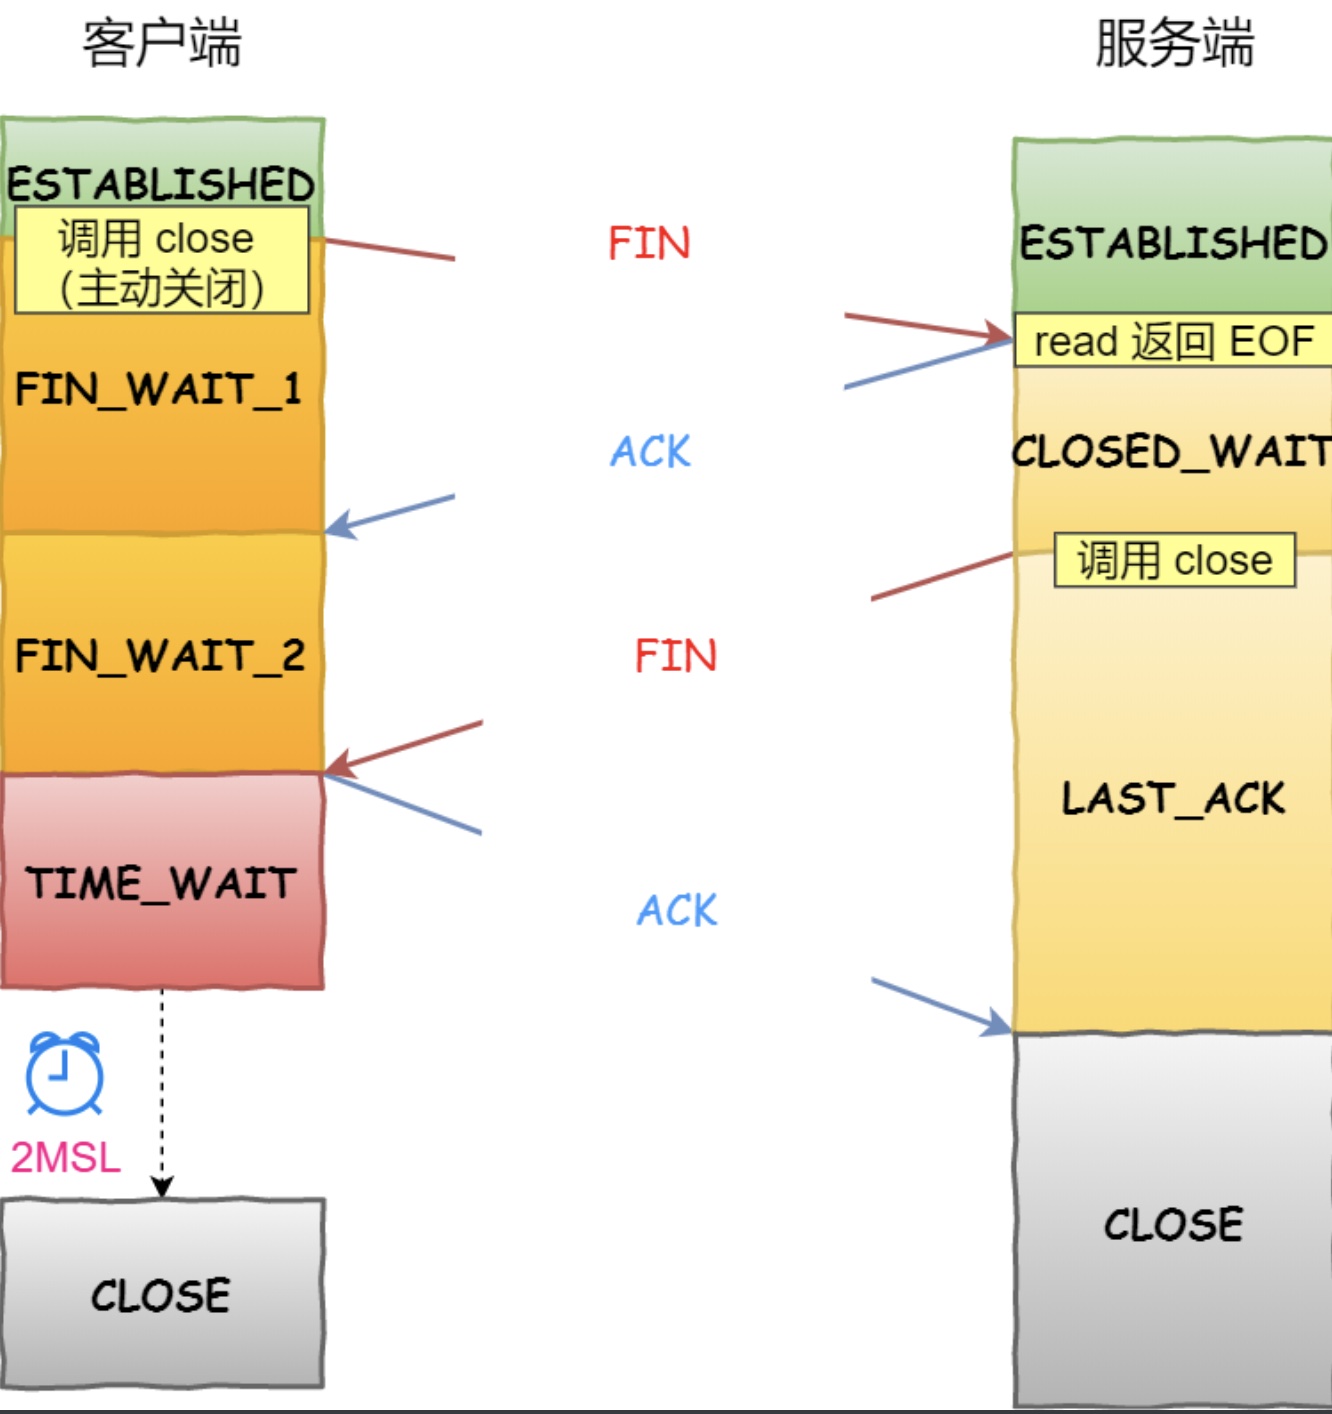 客户端
服务端
ESTABLISHED
调用 close
（主动关闭）
FIN
ESTABLISHED
read 返回 EOF
FIN_WAIT_1
ACK
CLOSED_WAIT
调用 close
FIN_WAIT_2
FIN
LAST_ACK
TIME_WAIT
ACK
2MSL
CLOSE
CLOSE